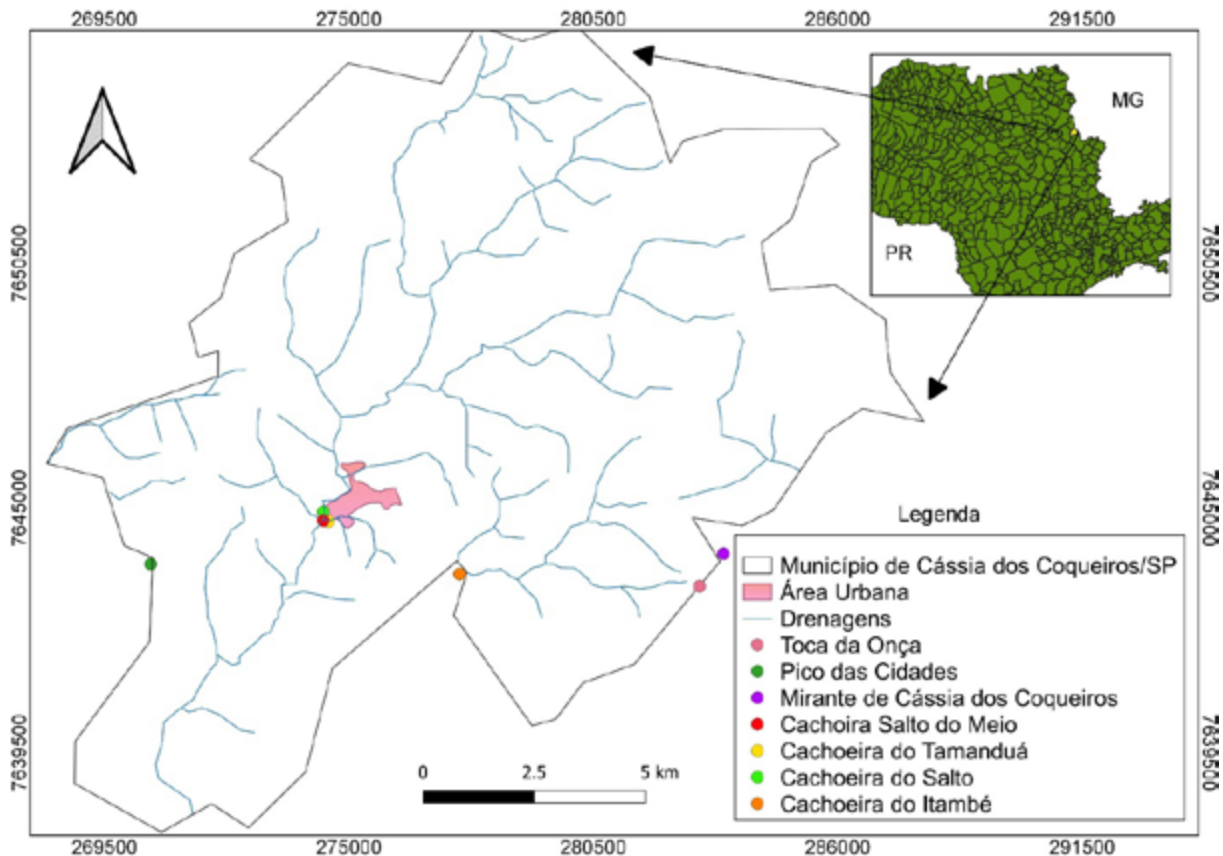 269500 275000 280500 286000 291500
MG
PR
7650500
7650500
7645000
7645000
7639500
7639500
Legenda
Município de Cássia dos Coqueiros/SP
Área Urbana
Drenagens
Toca da Onça
Pico das Cidades
Mirante de Cássia dos Coqueiros
Cachoira Salto do Meio
Cachoeira do Tamanduá
Cachoeira do Salto
Cachoeira do Itambé
0 2.5 5 km
269500 275000 280500 286000 291500